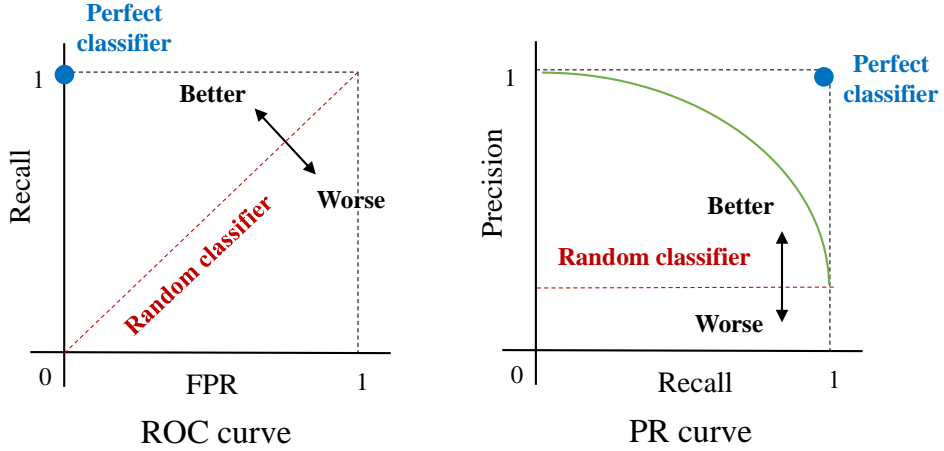 Perfect
classifier
1
Better
Recall
Worse
Random classifier
0
FPR
1
ROC curve
1
Perfect
classifier
Precision
Better
Random classifier
Worse
0
Recall
1
PR curve